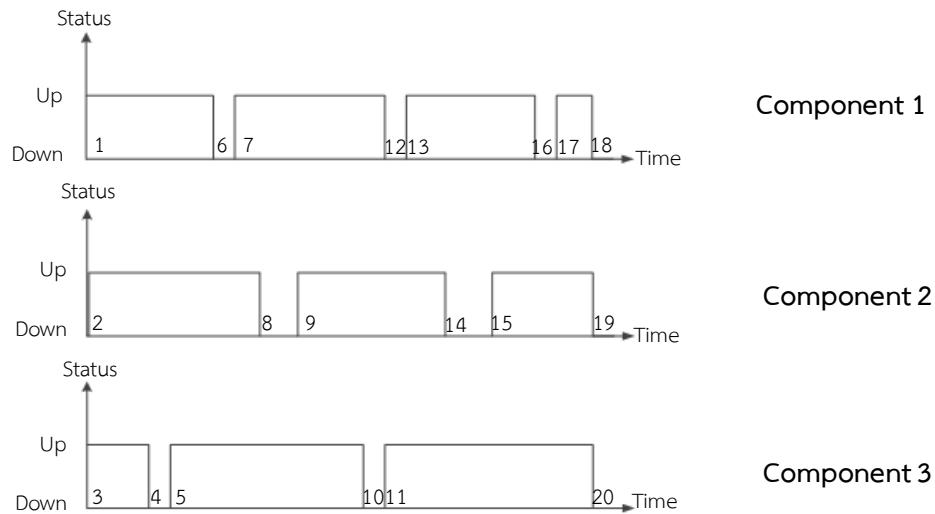 Status
Up
Component 1
Down 1 6 7 12 13 16 17 18 Time
Status
Up
Component 2
Down 2 8 9 14 15 19 Time
Status
Up
Component 3
Down 3 4 5 10 11 20 Time